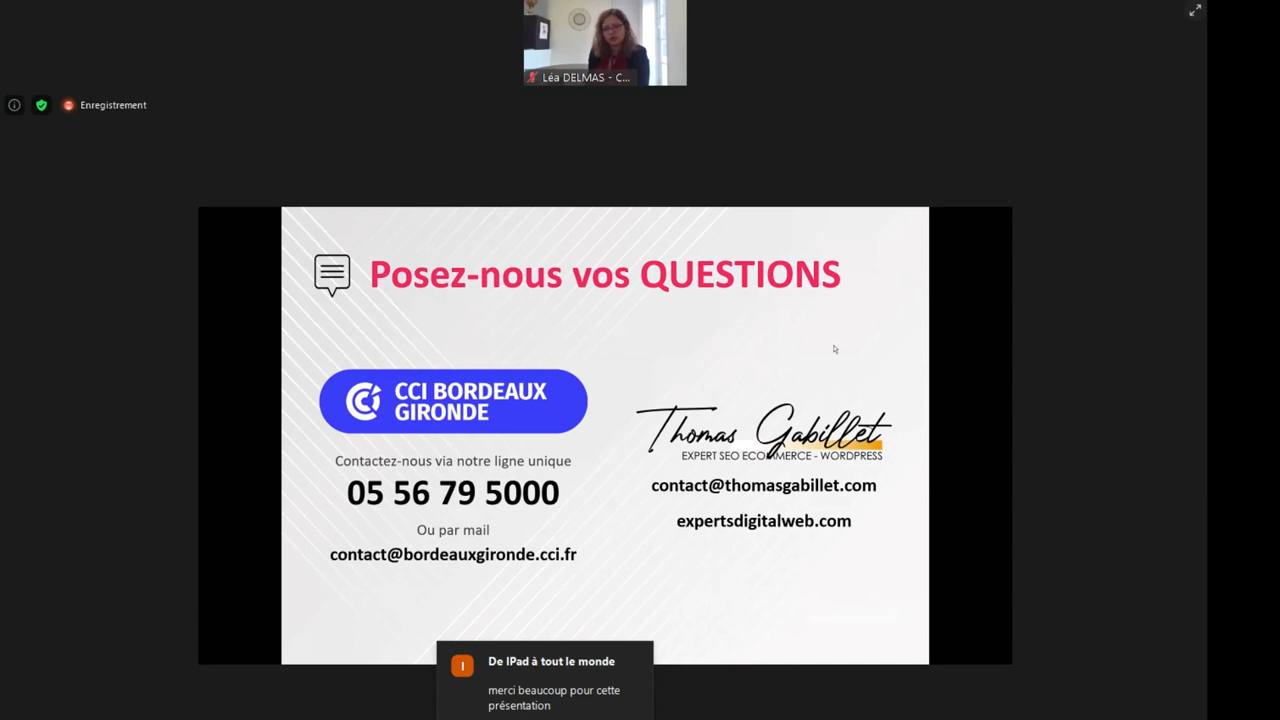 Léa DELMAS - C...
Enregistrement
Posez-nous vos QUESTIONS
CCI BORDEAUX
GIRONDE
Contactez-nous via notre ligne unique
05 56 79 5000
Ou par mail
contact@bordeauxgironde.cci.fr
Thomas Gabillet
EXPERT SEO ECOMMERCE - WORDPRESS
contact@thomasgabillet.com
expertsdigitalweb.com
I
De IPad à tout le monde
merci beaucoup pour cette
présentation